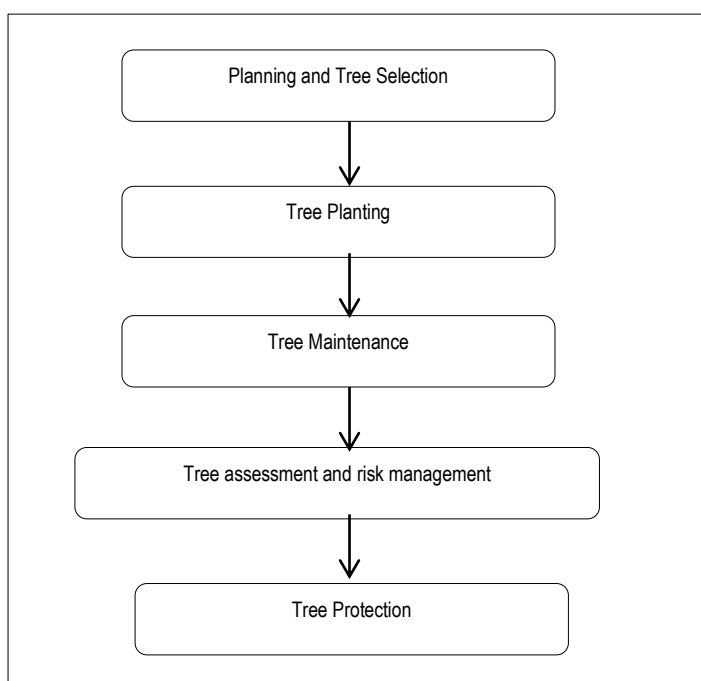 Planning and Tree Selection
Tree Planting
Tree Maintenance
Tree assessment and risk management
Tree Protection